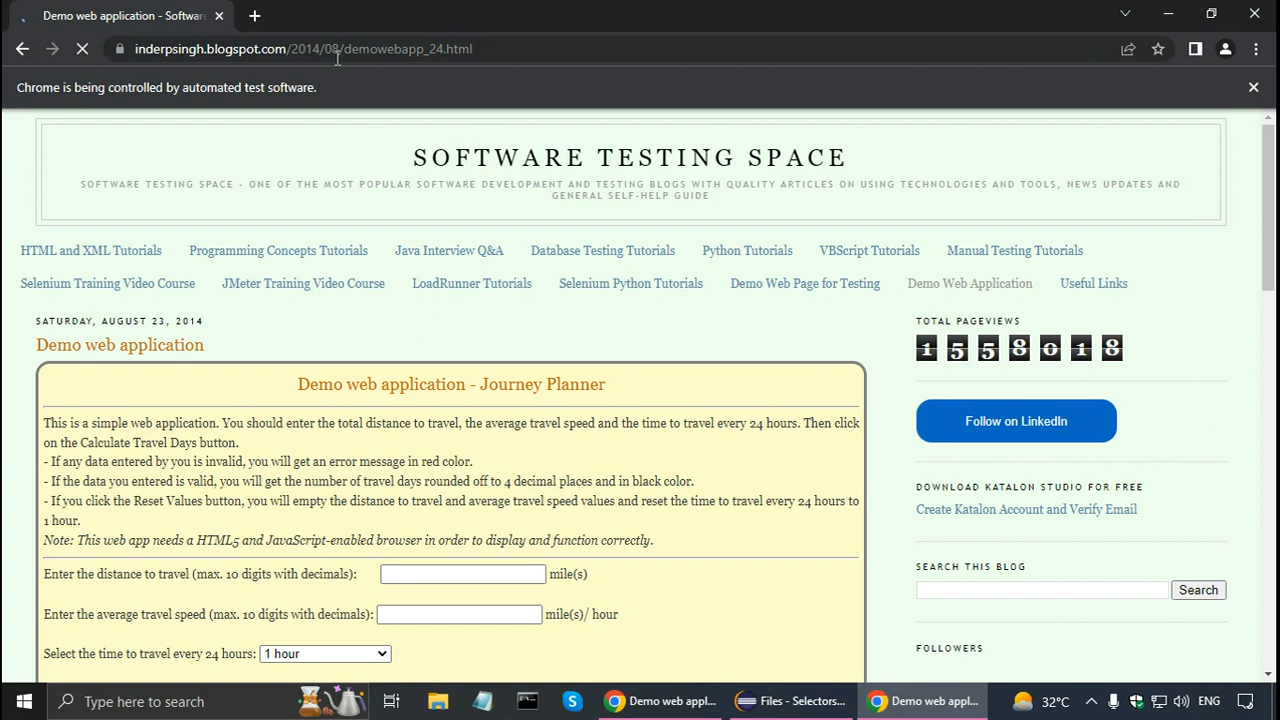 Demo web application - Softwar
inderpsingh.blogspot.com/2014/08/demowebapp_24.html
Chrome is being controlled by automated test software.
SOFTWARE TESTING SPACE
SOFTWARE TESTING SPACE - ONE OF THE MOST POPULAR SOFTWARE DEVELOPMENT AND TESTING BLOGS WITH QUALITY ARTICLES ON USING TECHNOLOGIES AND TOOLS, NEWS UPDATES AND
GENERAL SELF-HELP GUIDE
HTML and XML Tutorials Programming Concepts Tutorials Java Interview Q&A Database Testing Tutorials Python Tutorials VBScript Tutorials Manual Testing Tutorials
Selenium Training Video Course JMeter Training Video Course LoadRunner Tutorials Selenium Python Tutorials Demo Web Page for Testing Demo Web Application Useful Links
SATURDAY, AUGUST 23, 2014
Demo web application
Demo web application - Journey Planner
This is a simple web application. You should enter the total distance to travel, the average travel speed and the time to travel every 24 hours. Then click
on the Calculate Travel Days button.
- If any data entered by you is invalid, you will get an error message in red color.
- If the data you entered is valid, you will get the number of travel days rounded off to 4 decimal places and in black color.
- If you click the Reset Values button, you will empty the distance to travel and average travel speed values and reset the time to travel every 24 hours to
1 hour.
Note: This web app needs a HTML5 and JavaScript-enabled browser in order to display and function correctly.
Enter the distance to travel (max. 10 digits with decimals): mile(s)
Enter the average travel speed (max. 10 digits with decimals): mile(s)/ hour
Select the time to travel every 24 hours: 1 hour
TOTAL PAGEVIEWS
1 5 5 8 0 1 8
Follow on LinkedIn
DOWNLOAD KATALON STUDIO FOR FREE
Create Katalon Account and Verify Email
SEARCH THIS BLOG
Search
FOLLOWERS
Type here to search
Demo web appl...
Files - Selectors...
Demo web appl...
32°C
ENG